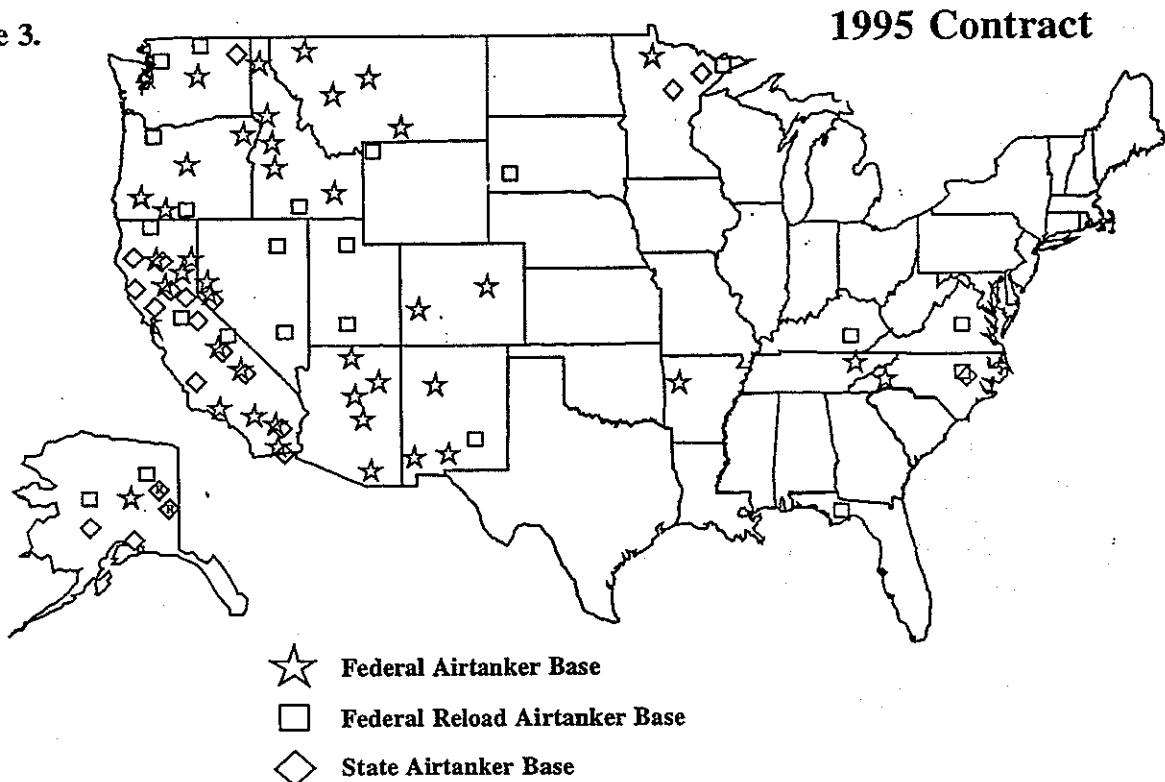 e 3.
1995 Contract
Federal Airtanker Base
Federal Reload Airtanker Base
State Airtanker Base